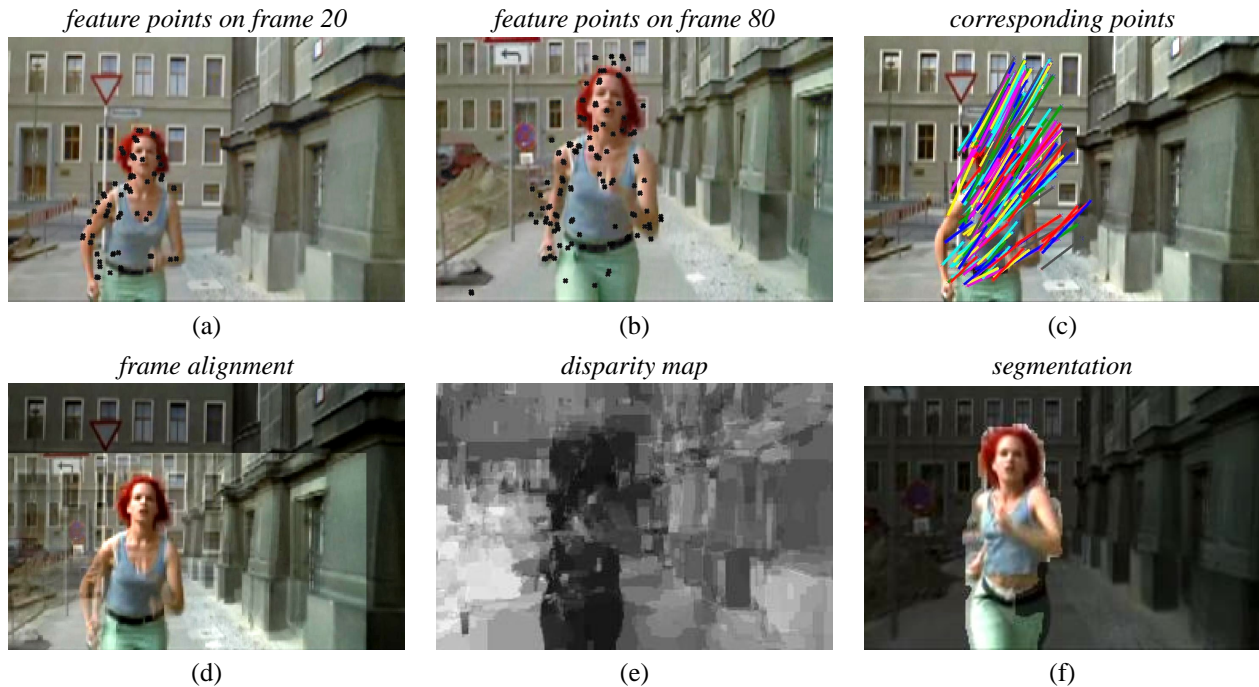 feature points on frame 20
feature points on frame 80
corresponding points
(a)
(b)
(c)
frame alignment
disparity map
segmentation
(d)
(e)
(f)